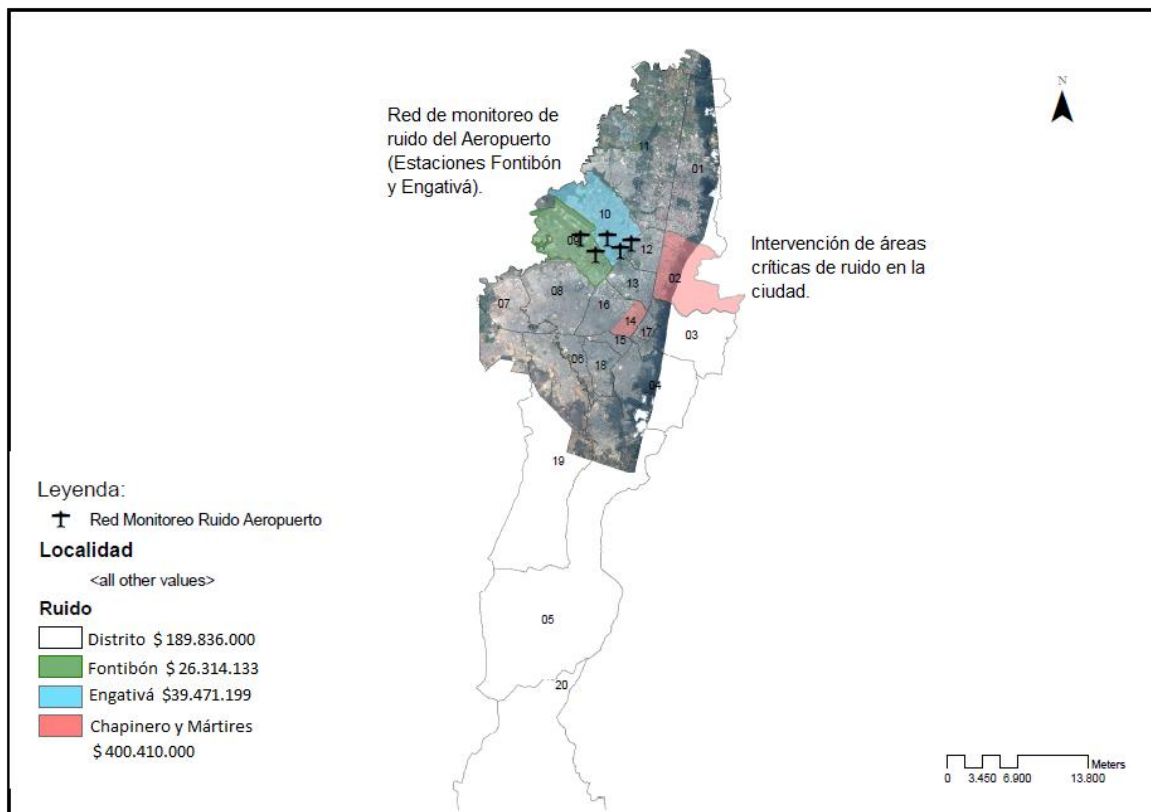 N
Red de monitoreo de
ruido del Aeropuerto
(Estaciones Fontibón
y Engativá).
11
01
10
09
12
Intervención de áreas
críticas de ruido en la
ciudad.
02
13
08
07
16
14
17
03
15
06
18
04
19
05
20
Leyenda:
Red Monitoreo Ruido Aeropuerto
Localidad
<all other values>
Ruido
Distrito $ 189.836.000
Fontibón $ 26.314.133
Engativá $39.471.199
Chapinero y Mártires
$ 400.410.000
Meters
0 3.450 6.900 13.800